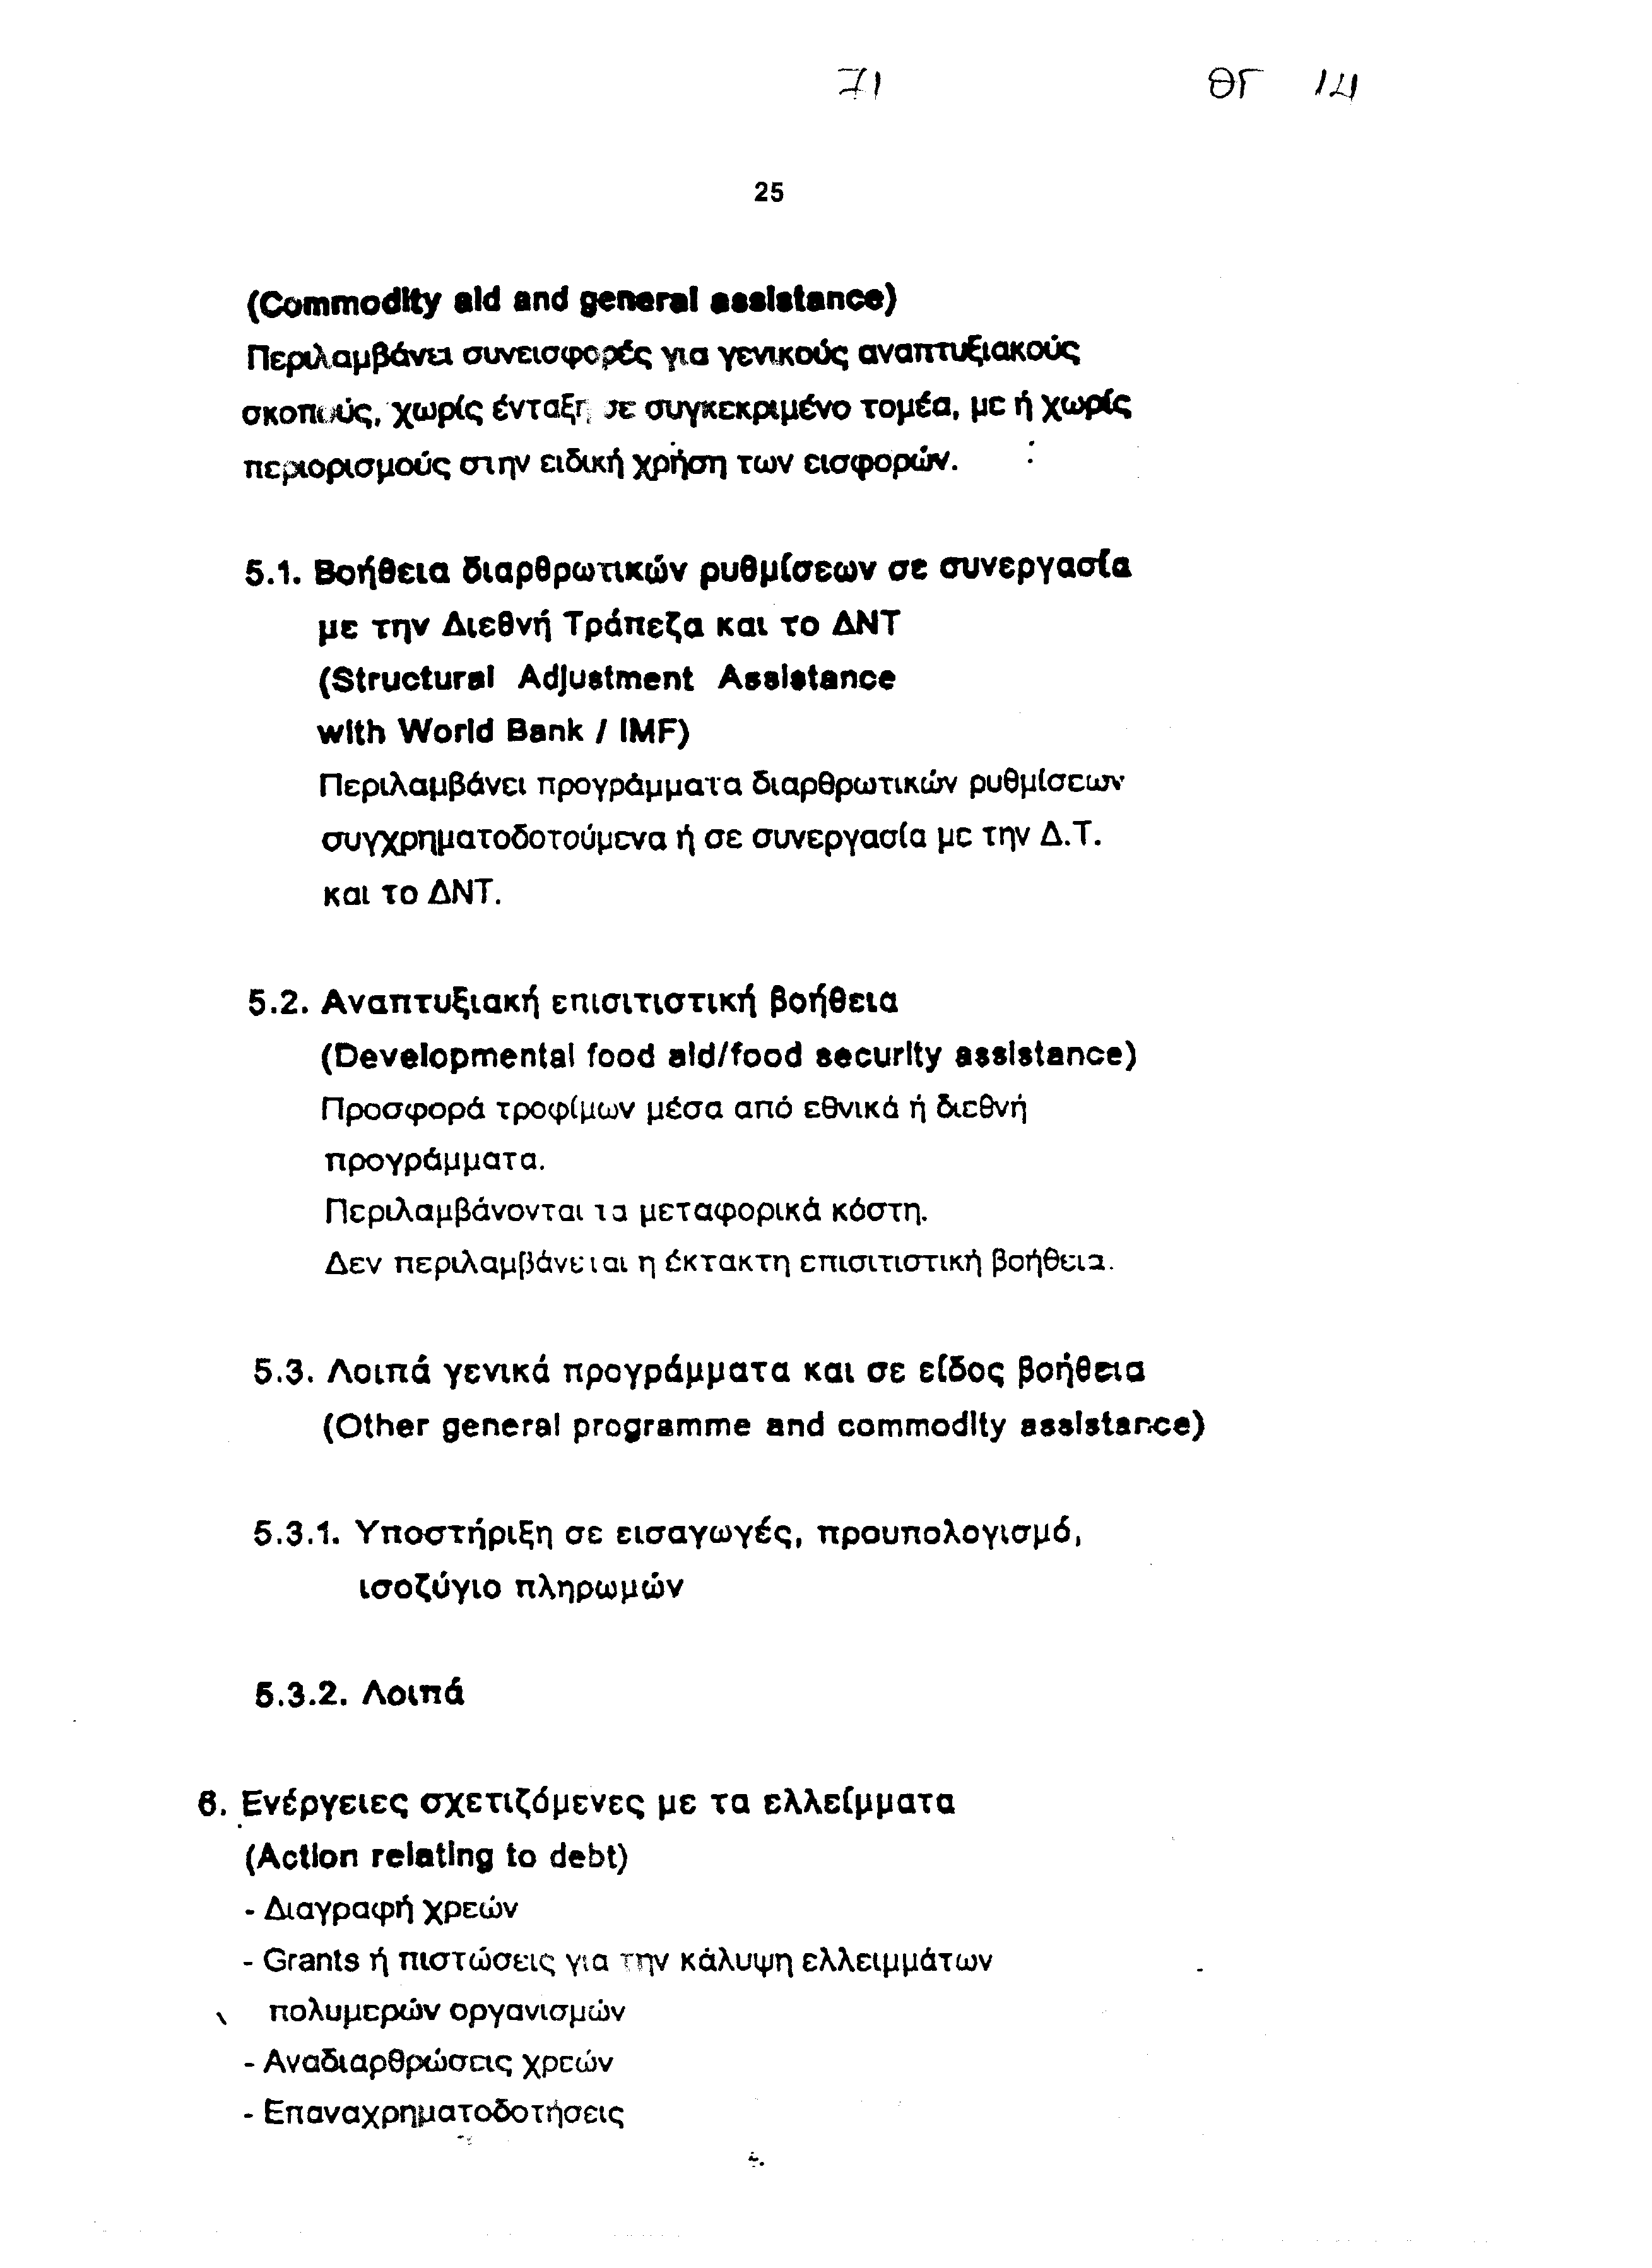 71 ΘΓ 14
25
(Commodity aid and general assistance)
Περιλαμβάνει συνεισφορές για γενικούς αναπτυξιακούς
σκοπούς, χωρίς ένταξη σε συγκεκριμένο τομέα, με ή χωρίς
περιορισμούς στην ειδική χρήση των εισφορών.
5.1. Βοήθεια διαρθρωτικών ρυθμίσεων σε συνεργασία
με την Διεθνή Τράπεζα και το ΔΝΤ
(Structural Adjustment Assistance
with World Bank / IMF)
Περιλαμβάνει προγράμματα διαρθρωτικών ρυθμίσεων
συγχρηματοδοτούμενα ή σε συνεργασία με την Δ.Τ.
και το ΔΝΤ.
5.2. Αναπτυξιακή επισιτιστική βοήθεια
(Developmental food aid/food security assistance)
Προσφορά τροφίμων μέσα από εθνικά ή διεθνή
προγράμματα.
Περιλαμβάνονται τα μεταφορικά κόστη.
Δεν περιλαμβάνεται η έκτακτη επισιτιστική βοήθεια.
5.3. Λοιπά γενικά προγράμματα και σε είδος βοήθεια
(Other general programme and commodity assistance)
5.3.1. Υποστήριξη σε εισαγωγές, προυπολογισμό,
ισοζύγιο πληρωμών
5.3.2. Λοιπά
6. Ενέργειες σχετιζόμενες με τα ελλείμματα
(Action relating to debt)
- Διαγραφή χρεών
- Grants ή πιστώσεις για την κάλυψη ελλειμμάτων
πολυμερών οργανισμών
- Αναδιαρθρώσεις χρεών
- Επαναχρηματοδοτήσεις